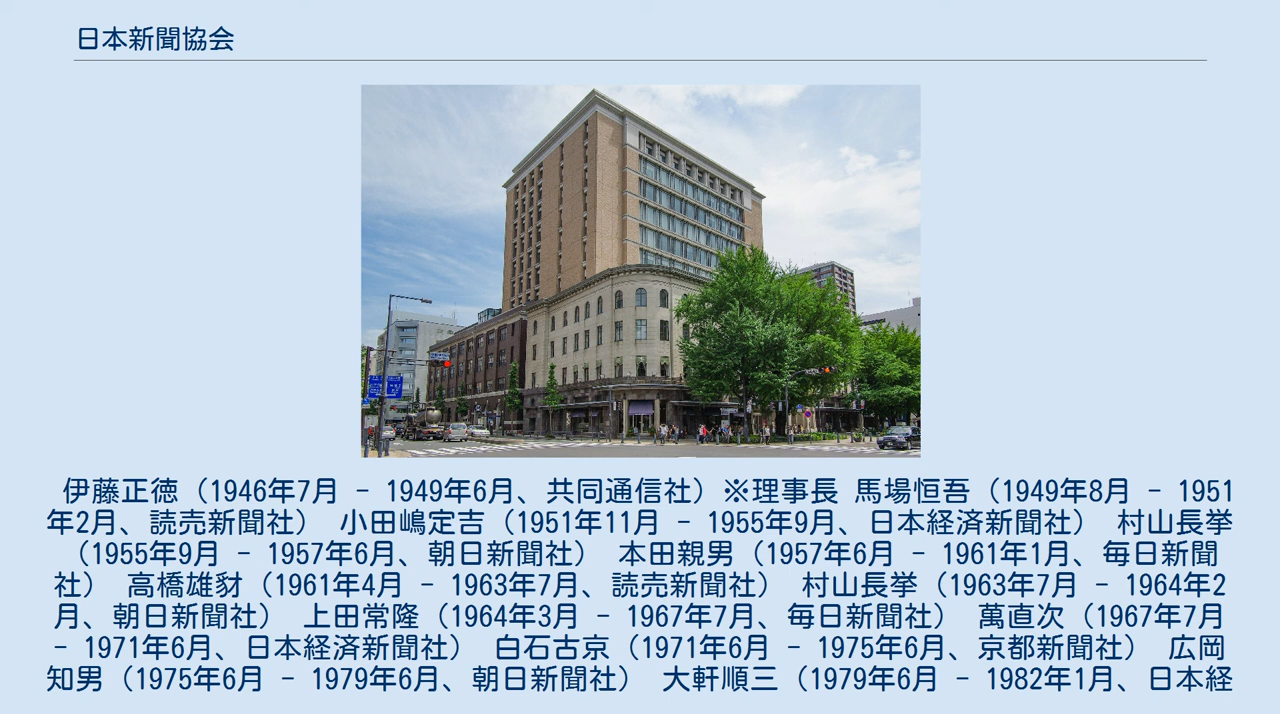 日本新聞協会
伊藤正徳（1946年7月 - 1949年6月、共同通信社）※理事長 馬場恒吾（1949年8月 - 1951
年2月、読売新聞社） 小田嶋定吉（1951年11月 - 1955年9月、日本経済新聞社） 村山長挙
（1955年9月 - 1957年6月、朝日新聞社） 本田親男（1957年6月 - 1961年1月、毎日新聞
社） 高橋雄豺（1961年4月 - 1963年7月、読売新聞社） 村山長挙（1963年7月 - 1964年2
月、朝日新聞社） 上田常隆（1964年3月 - 1967年7月、毎日新聞社） 萬直次（1967年7月
- 1971年6月、日本経済新聞社） 白石古京（1971年6月 - 1975年6月、京都新聞社） 広岡
知男（1975年6月 - 1979年6月、朝日新聞社） 大軒順三（1979年6月 - 1982年1月、日本経